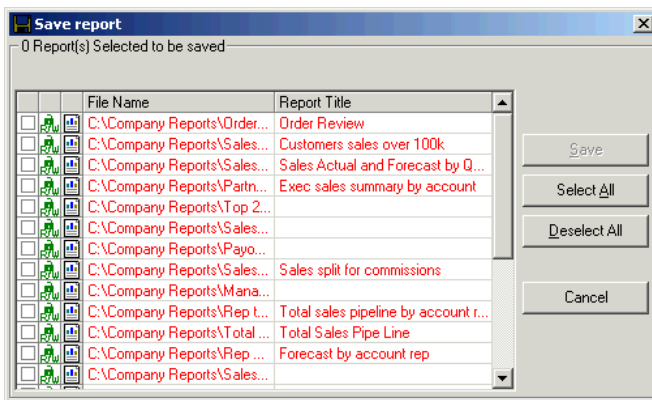 Save report
0 Report(s) Selected to be saved
File Name Report Title
R/W C:\Company Reports\Order... Order Review
R/W C:\Company Reports\Sales... Customers sales over 100k
R/W C:\Company Reports\Sales... Sales Actual and Forecast by Q...
R/W C:\Company Reports\Partn... Exec sales summary by account
R/W C:\Company Reports\Top 2...
R/W C:\Company Reports\Sales...
R/W C:\Company Reports\Payo...
R/W C:\Company Reports\Sales... Sales split for commissions
R/W C:\Company Reports\Mana...
R/W C:\Company Reports\Rep t... Total sales pipeline by account r...
R/W C:\Company Reports\Total ... Total Sales Pipe Line
R/W C:\Company Reports\Rep ... Forecast by account rep
R/W C:\Company Reports\Sales...
Save
Select All
Deselect All
Cancel